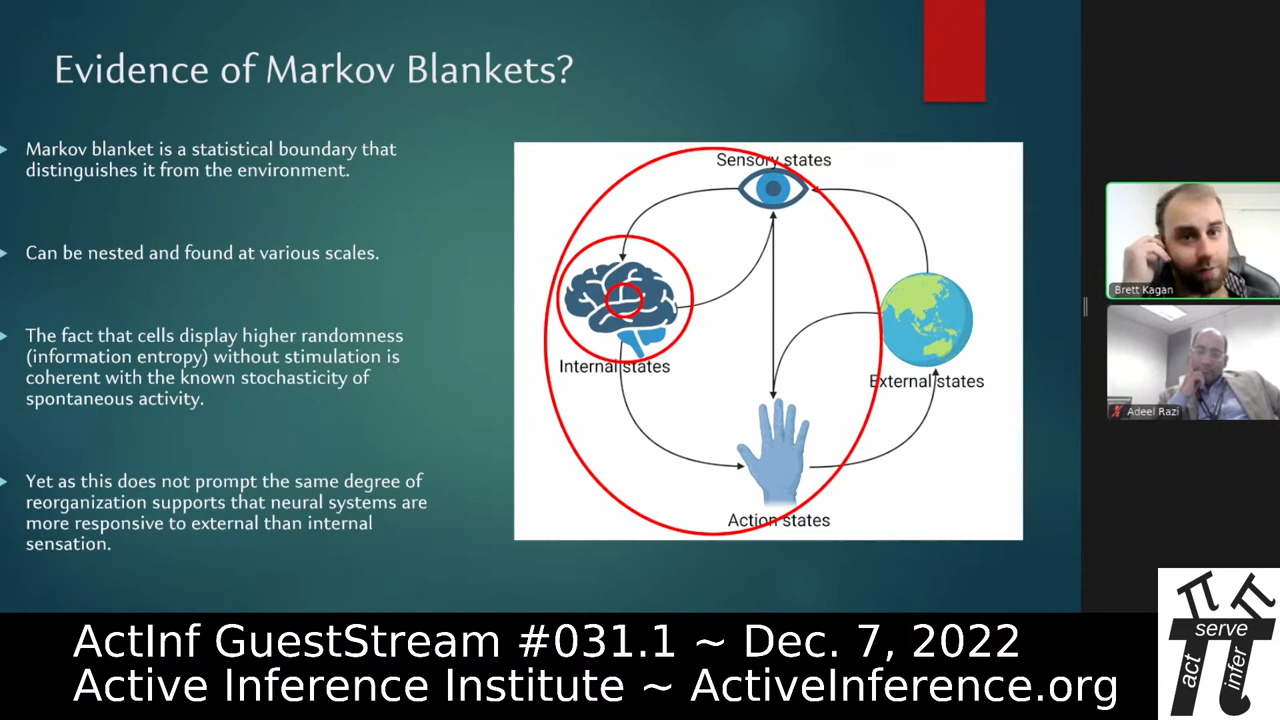 Evidence of Markov Blankets?
Markov blanket is a statistical boundary that
distinguishes it from the environment.
Can be nested and found at various scales.
The fact that cells display higher randomness
(information entropy) without stimulation is
coherent with the known stochasticity of
spontaneous activity.
Yet as this does not prompt the same degree of
reorganization supports that neural systems are
more responsive to external than internal
sensation.
Sensory states
Internal states
External states
Action states
Brett Kagan
Adeel Razi
ActInf GuestStream #031.1 ~ Dec. 7, 2022
Active Inference Institute ~ ActiveInference.org
serve
act
infer